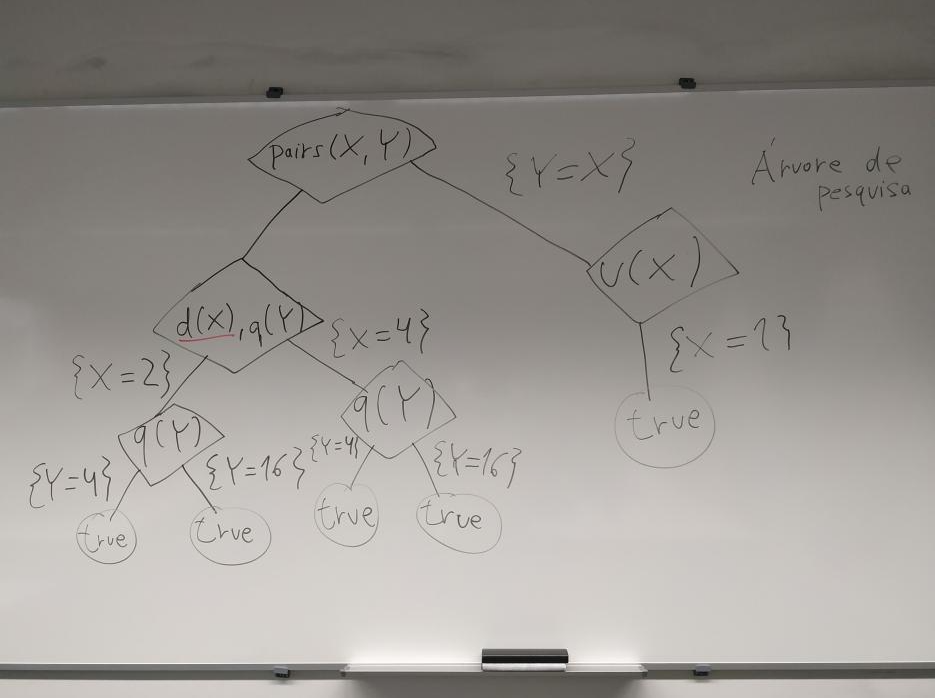 pairs(X,Y)
{Y=X}
Árvore de
pesquisa
u(X)
d(X),q(Y)
{X=4}
{X=1}
{X=2}
q(Y)
q(Y)
{Y=4}
{Y=16}
{Y=4}
{Y=16}
true
true
true
true
true